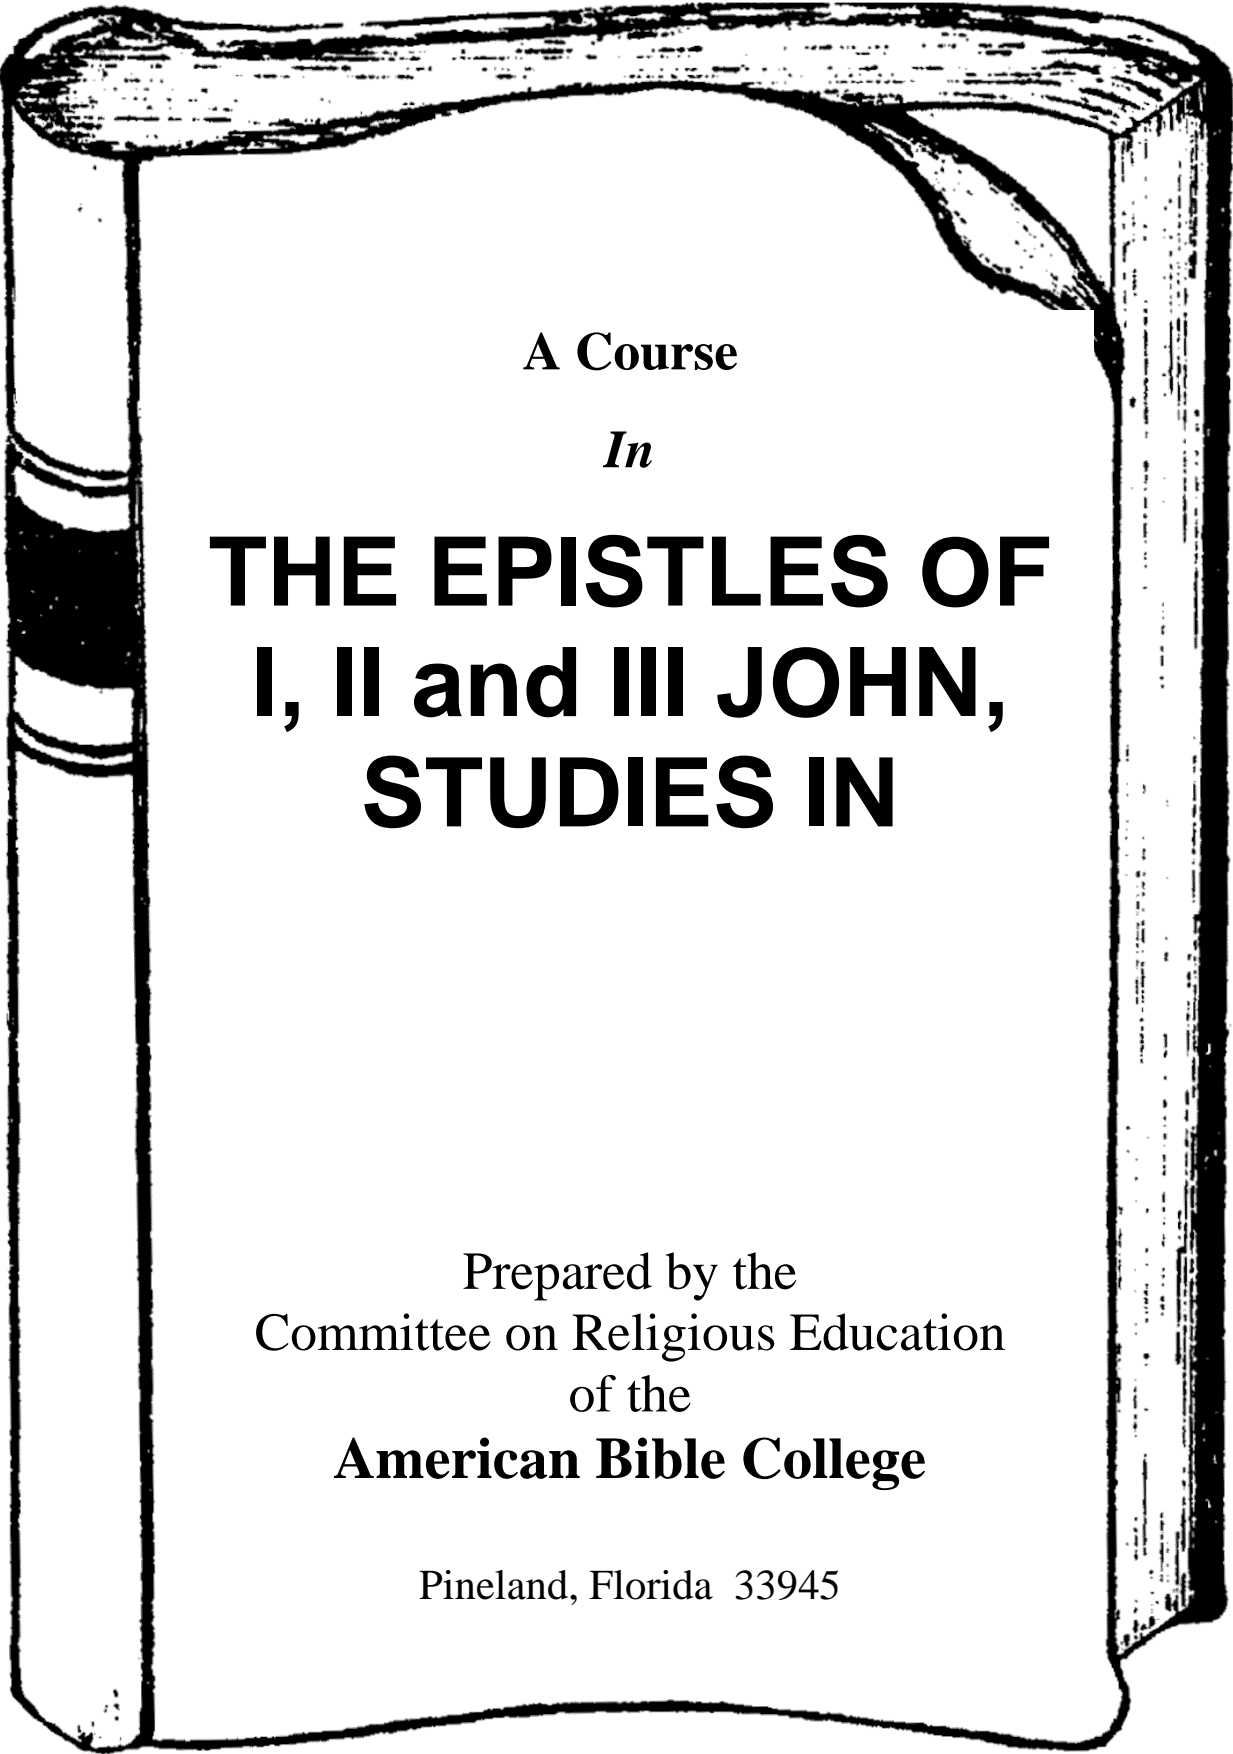 A Course
In
THE EPISTLES OF
I, II and III JOHN,
STUDIES IN
Prepared by the
Committee on Religious Education
of the
American Bible College
Pineland, Florida 33945